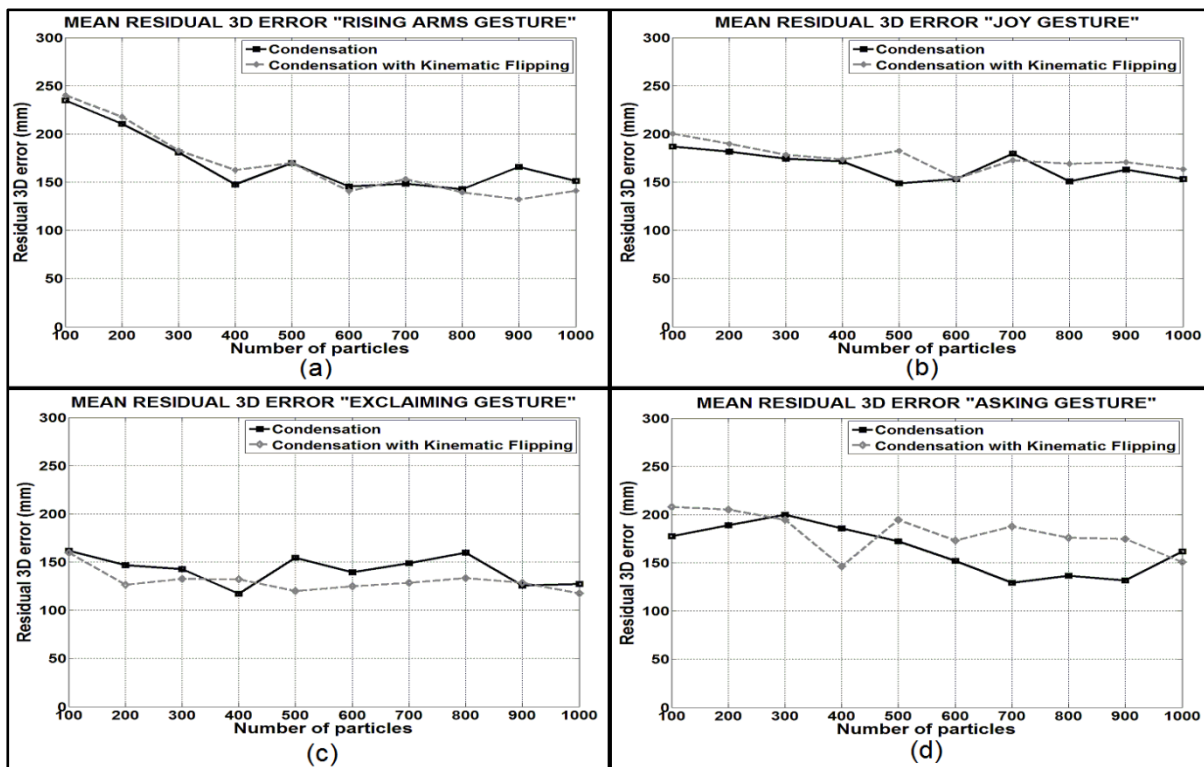 MEAN RESIDUAL 3D ERROR "RISING ARMS GESTURE"
300
250
200
150
100
50
0
Residual 3D error (mm)
Condensation
Condensation with Kinematic Flipping
100 200 300 400 500 600 700 800 900 1000
Number of particles
(a)
MEAN RESIDUAL 3D ERROR "JOY GESTURE"
300
250
200
150
100
50
0
Residual 3D error (mm)
Condensation
Condensation with Kinematic Flipping
100 200 300 400 500 600 700 800 900 1000
Number of particles
(b)
MEAN RESIDUAL 3D ERROR "EXCLAIMING GESTURE"
300
250
200
150
100
50
0
Residual 3D error (mm)
Condensation
Condensation with Kinematic Flipping
100 200 300 400 500 600 700 800 900 1000
Number of particles
(c)
MEAN RESIDUAL 3D ERROR "ASKING GESTURE"
300
250
200
150
100
50
0
Residual 3D error (mm)
Condensation
Condensation with Kinematic Flipping
100 200 300 400 500 600 700 800 900 1000
Number of particles
(d)